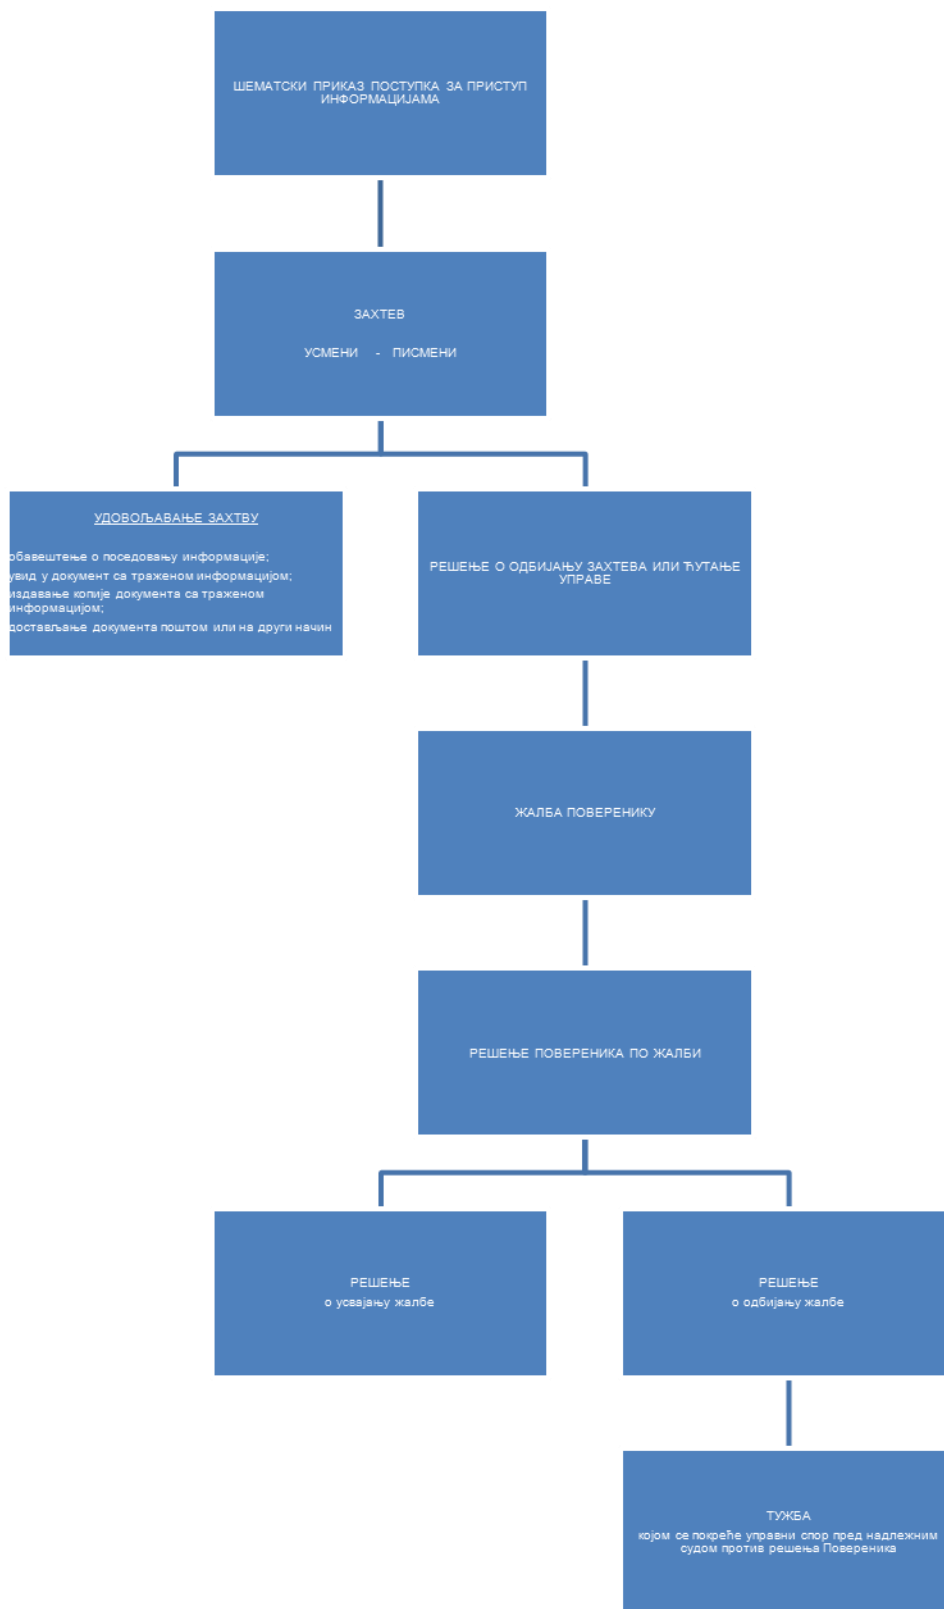 ШЕМАТСКИ ПРИКАЗ ПОСТУПКА ЗА ПРИСТУП
ИНФОРМАЦИЈАМА
ЗАХТЕВ
УСМЕНИ - ПИСМЕНИ
УДОВОЉАВАЊЕ ЗАХТВУ
обавештење о поседовању информације;
увид у документ са траженом информацијом;
издавање копије документа са траженом
информацијом;
достављање документа поштом или на други начин
РЕШЕЊЕ О ОДБИЈАЊУ ЗАХТЕВА ИЛИ ЋУТАЊЕ
УПРАВЕ
ЖАЛБА ПОВЕРЕНИКУ
РЕШЕЊЕ ПОВЕРЕНИКА ПО ЖАЛБИ
РЕШЕЊЕ
о усвајању жалбе
РЕШЕЊЕ
о одбијању жалбе
ТУЖБА
којом се покреће управни спор пред надлежним
судом против решења Повереника